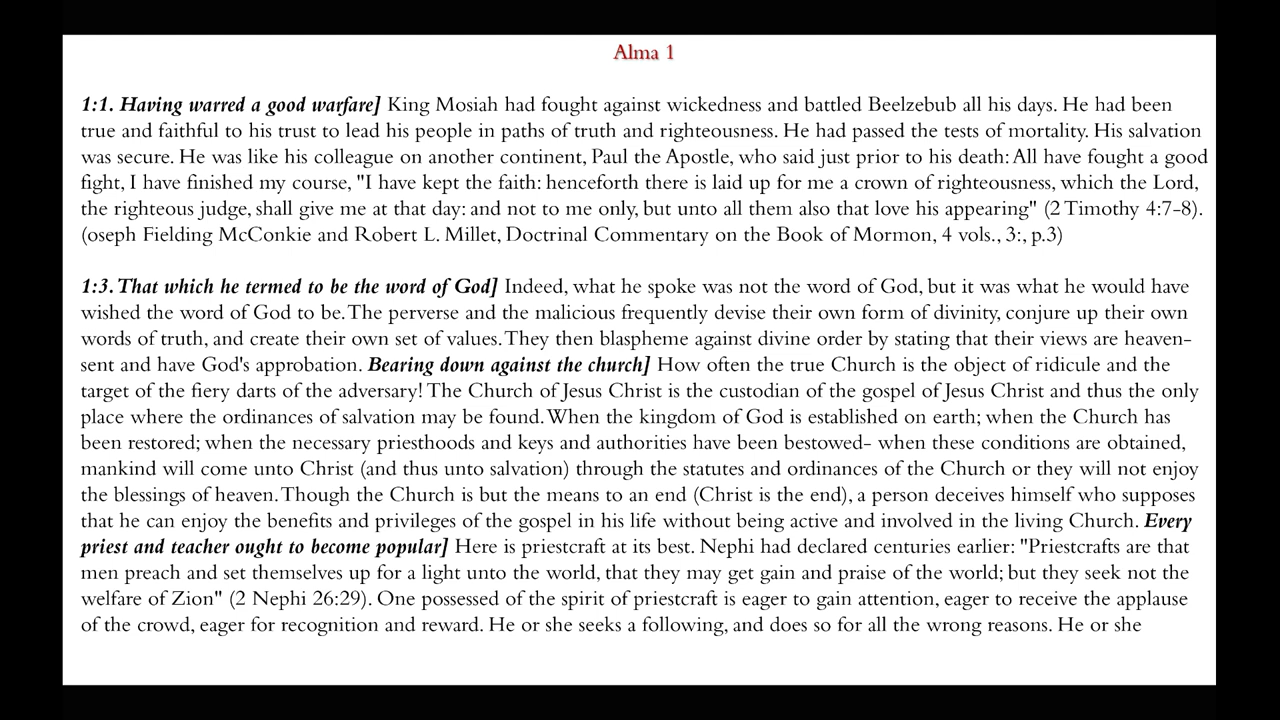 Alma 1
1:1. Having warred a good warfare] King Mosiah had fought against wickedness and battled Beelzebub all his days. He had been
true and faithful to his trust to lead his people in paths of truth and righteousness. He had passed the tests of mortality. His salvation
was secure. He was like his colleague on another continent, Paul the Apostle, who said just prior to his death: All have fought a good
fight, I have finished my course, "I have kept the faith: henceforth there is laid up for me a crown of righteousness, which the Lord,
the righteous judge, shall give me at that day: and not to me only, but unto all them also that love his appearing" (2 Timothy 4:7-8).
(oseph Fielding McConkie and Robert L. Millet, Doctrinal Commentary on the Book of Mormon, 4 vols., 3:, p.3)
1:3. That which he termed to be the word of God] Indeed, what he spoke was not the word of God, but it was what he would have
wished the word of God to be. The perverse and the malicious frequently devise their own form of divinity, conjure up their own
words of truth, and create their own set of values. They then blaspheme against divine order by stating that their views are heaven-
sent and have God's approbation. Bearing down against the church] How often the true Church is the object of ridicule and the
target of the fiery darts of the adversary! The Church of Jesus Christ is the custodian of the gospel of Jesus Christ and thus the only
place where the ordinances of salvation may be found. When the kingdom of God is established on earth; when the Church has
been restored; when the necessary priesthoods and keys and authorities have been bestowed- when these conditions are obtained,
mankind will come unto Christ (and thus unto salvation) through the statutes and ordinances of the Church or they will not enjoy
the blessings of heaven. Though the Church is but the means to an end (Christ is the end), a person deceives himself who supposes
that he can enjoy the benefits and privileges of the gospel in his life without being active and involved in the living Church. Every
priest and teacher ought to become popular] Here is priestcraft at its best. Nephi had declared centuries earlier: "Priestcrafts are that
men preach and set themselves up for a light unto the world, that they may get gain and praise of the world; but they seek not the
welfare of Zion" (2 Nephi 26:29). One possessed of the spirit of priestcraft is eager to gain attention, eager to receive the applause
of the crowd, eager for recognition and reward. He or she seeks a following, and does so for all the wrong reasons. He or she